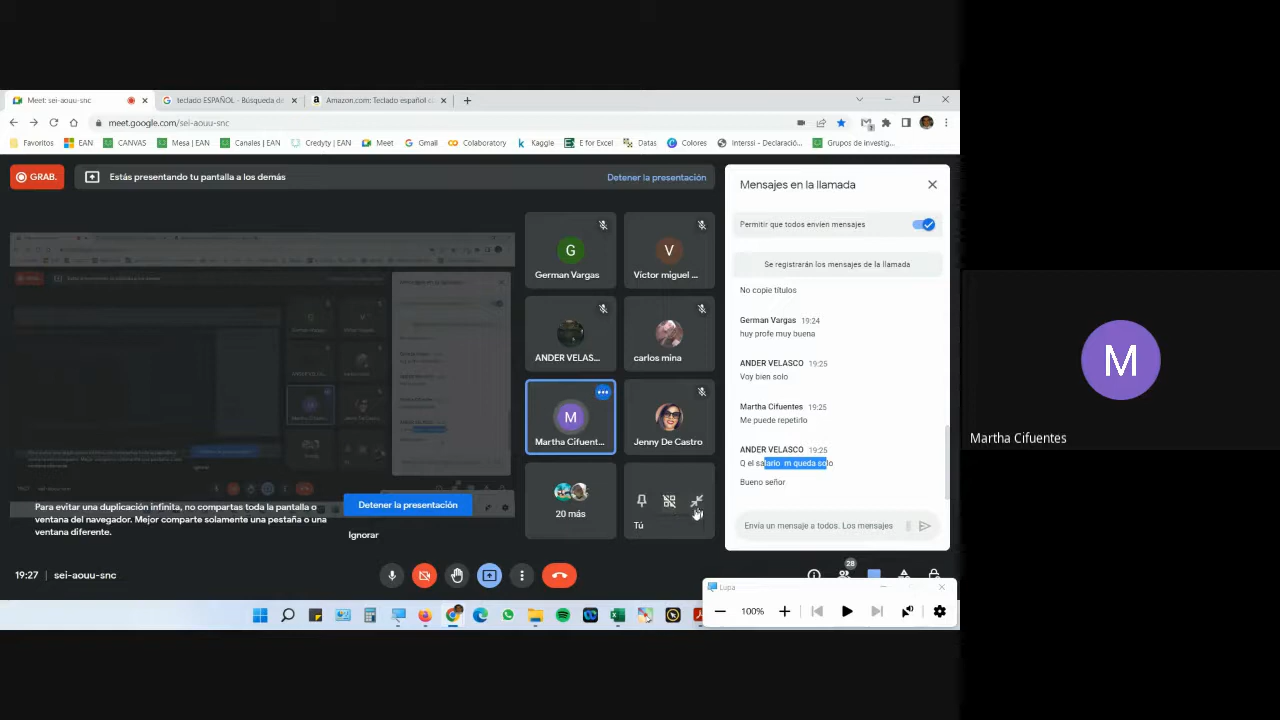 Meet: sei-aouu-snc
teclado ESPAÑOL - Búsqueda de
Amazon.com: Teclado español c
meet.google.com/sei-aouu-snc
Favoritos
EAN
CANVAS
Mesa | EAN
Canales | EAN
Credyty | EAN
Meet
Gmail
Colaboratory
Kaggle
E for Excel
Datas
Colores
Interssi - Declaració...
Grupos de investig...
GRAB.
Estás presentando tu pantalla a los demás
Detener la presentación
G
German Vargas
V
Víctor miguel ...
ANDER VELAS...
carlos mina
M
Martha Cifuent...
Jenny De Castro
20 más
Tú
Para evitar una duplicación infinita, no compartas toda la pantalla o
ventana del navegador. Mejor comparte solamente una pestaña o una
ventana diferente.
Detener la presentación
Ignorar
Mensajes en la llamada
Permitir que todos envíen mensajes
Se registrarán los mensajes de la llamada
No copie títulos
German Vargas 19:24
huy profe muy buena
ANDER VELASCO 19:25
Voy bien solo
Martha Cifuentes 19:25
Me puede repetirlo
ANDER VELASCO 19:25
Q el salario m queda solo
Bueno señor
Envía un mensaje a todos. Los mensajes
19:27 | sei-aouu-snc
28
Lupa
100%
M
Martha Cifuentes